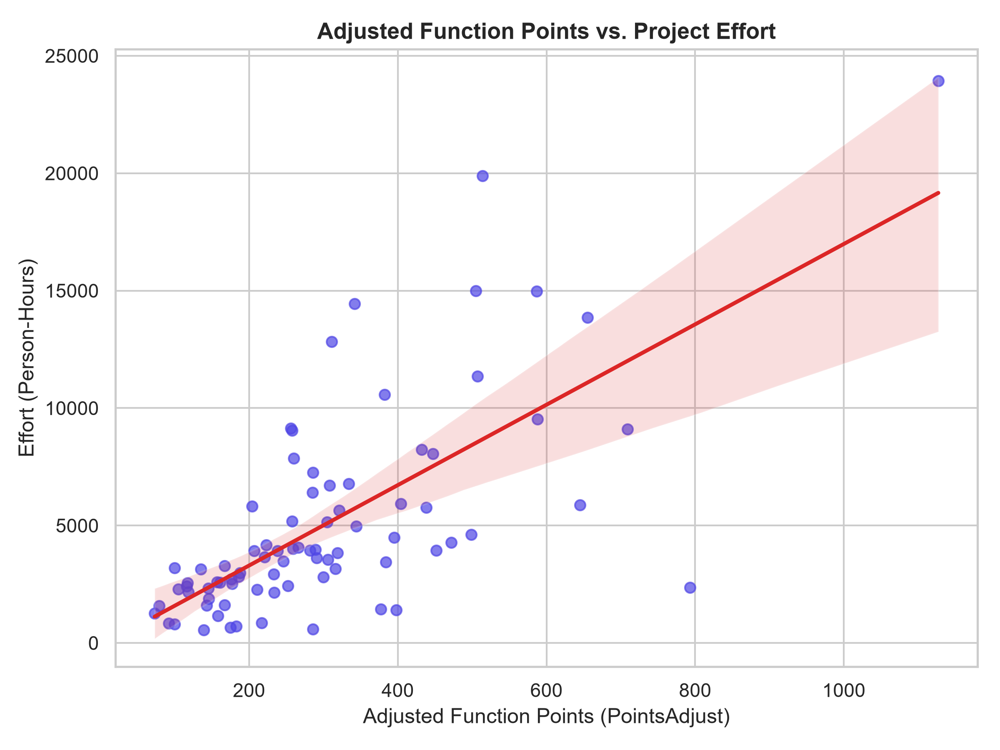 Adjusted Function Points vs. Project Effort
25000
20000
15000
10000
5000
0
Effort (Person-Hours)
200 400 600 800 1000
Adjusted Function Points (PointsAdjust)